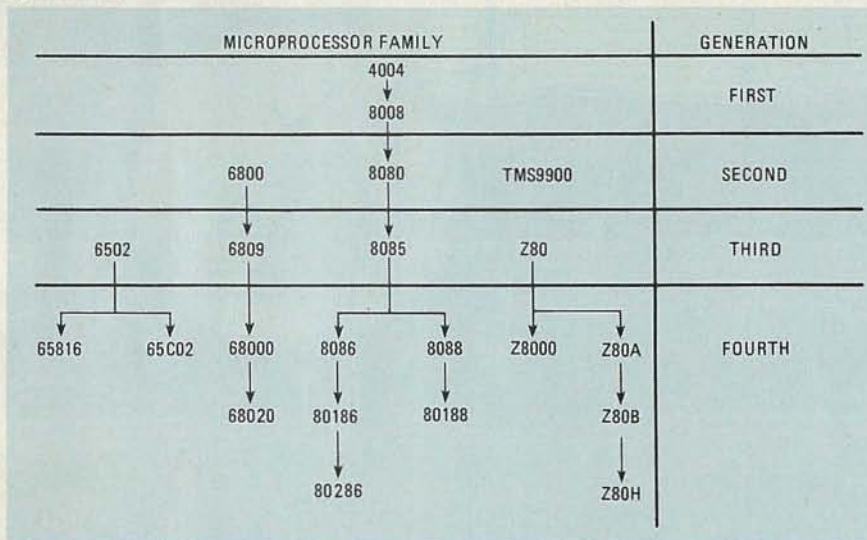 MICROPROCESSOR FAMILY GENERATION
4004
8008
FIRST
6800 8080 TMS9900 SECOND
6502 6809 8085 Z80 THIRD
65816 65C02 68000 8086 8088 Z8000 Z80A FOURTH
68020 80186 80188 Z80B
80286 Z80H